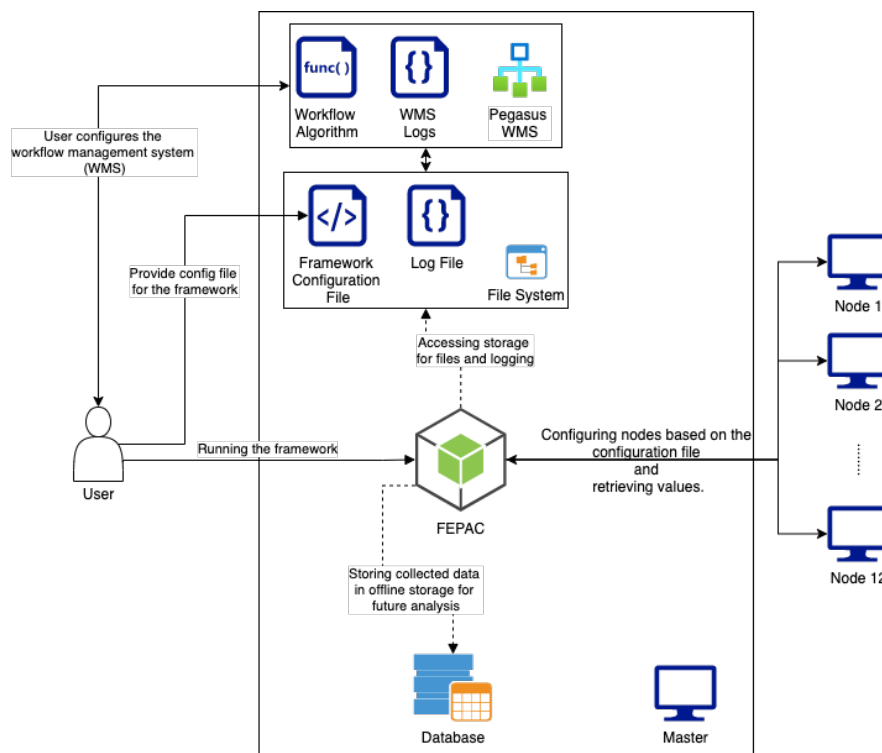 func( )
{}
Workflow
Algorithm
WMS
Logs
Pegasus
WMS
User configures the
workflow management system
(WMS)
</>
{}
Framework
Configuration
File
Log File
File System
Provide config file
for the framework
Node 1
Accessing storage
for files and logging
Node 2
Running the framework
Configuring nodes based on the
configuration file
and
retrieving values.
User
FEPAC
Node 12
Storing collected data
in offline storage for
future analysis
Database
Master